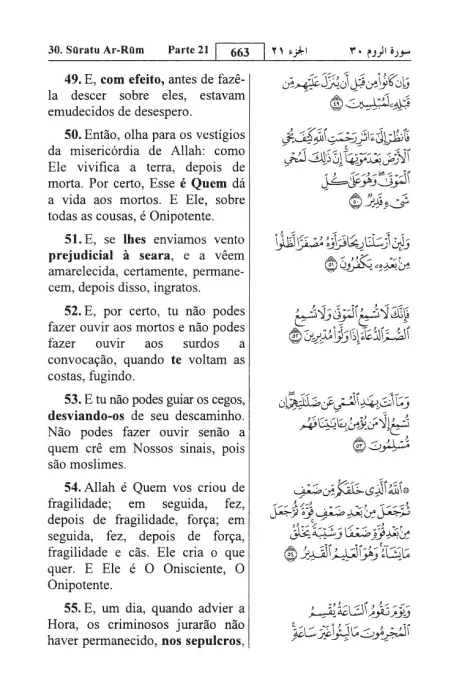 30. Sūratu Ar-Rūm Parte 21 663 الجزء ٢١ سورة الروم ٣٠
49. E, com efeito, antes de fazê-
la descer sobre eles, estavam
emudecidos de desespero.
50. Então, olha para os vestígios
da misericórdia de Allah: como
Ele vivifica a terra, depois de
morta. Por certo, Esse é Quem dá
a vida aos mortos. E Ele, sobre
todas as cousas, é Onipotente.
51. E, se lhes enviamos vento
prejudicial à seara, e a vêem
amarelecida, certamente, permane-
cem, depois disso, ingratos.
52. E, por certo, tu não podes
fazer ouvir aos mortos e não podes
fazer ouvir aos surdos a
convocação, quando te voltam as
costas, fugindo.
53. E tu não podes guiar os cegos,
desviando-os de seu descaminho.
Não podes fazer ouvir senão a
quem crê em Nossos sinais, pois
são moslimes.
54. Allah é Quem vos criou de
fragilidade; em seguida, fez,
depois de fragilidade, força; em
seguida, fez, depois de força,
fragilidade e cãs. Ele cria o que
quer. E Ele é O Onisciente, O
Onipotente.
55. E, um dia, quando advier a
Hora, os criminosos jurarão não
haver permanecido, nos sepulcros,
وَإِن كَانُوا۟ مِن قَبْلِ أَن يُنَزَّلَ عَلَيْهِم مِّن
قَبْلِهِۦ لَمُبْلِسِينَ ٤٩
فَٱنظُرْ إِلَىٰٓ ءَاثَٰرِ رَحْمَتِ ٱللَّهِ كَيْفَ يُحْىِ
ٱلْأَرْضَ بَعْدَ مَوْتِهَآ إِنَّ ذَٰلِكَ لَمُحْىِ
ٱلْمَوْتَىٰ وَهُوَ عَلَىٰ كُلِّ
شَىْءٍ قَدِيرٌ ٥٠
وَلَئِنْ أَرْسَلْنَا رِيحًا فَرَأَوْهُ مُصْفَرًّا لَّظَلُّوا۟
مِنۢ بَعْدِهِۦ يَكْفُرُونَ ٥١
فَإِنَّكَ لَا تُسْمِعُ ٱلْمَوْتَىٰ وَلَا تُسْمِعُ
ٱلصُّمَّ ٱلدُّعَآءَ إِذَا وَلَّوْا۟ مُدْبِرِينَ ٥٢
وَمَآ أَنتَ بِهَٰدِ ٱلْعُمْىِ عَن ضَلَٰلَتِهِمْ إِن
تُسْمِعُ إِلَّا مَن يُؤْمِنُ بِـَٔايَٰتِنَا فَهُم
مُّسْلِمُونَ ٥٣
۞ ٱللَّهُ ٱلَّذِى خَلَقَكُم مِّن ضَعْفٍ
ثُمَّ جَعَلَ مِنۢ بَعْدِ ضَعْفٍ قُوَّةً ثُمَّ جَعَلَ
مِنۢ بَعْدِ قُوَّةٍ ضَعْفًا وَشَيْبَةً يَخْلُقُ
مَا يَشَآءُ وَهُوَ ٱلْعَلِيمُ ٱلْقَدِيرُ ٥٤
وَيَوْمَ تَقُومُ ٱلسَّاعَةُ يُقْسِمُ
ٱلْمُجْرِمُونَ مَا لَبِثُوا۟ غَيْرَ سَاعَةٍ